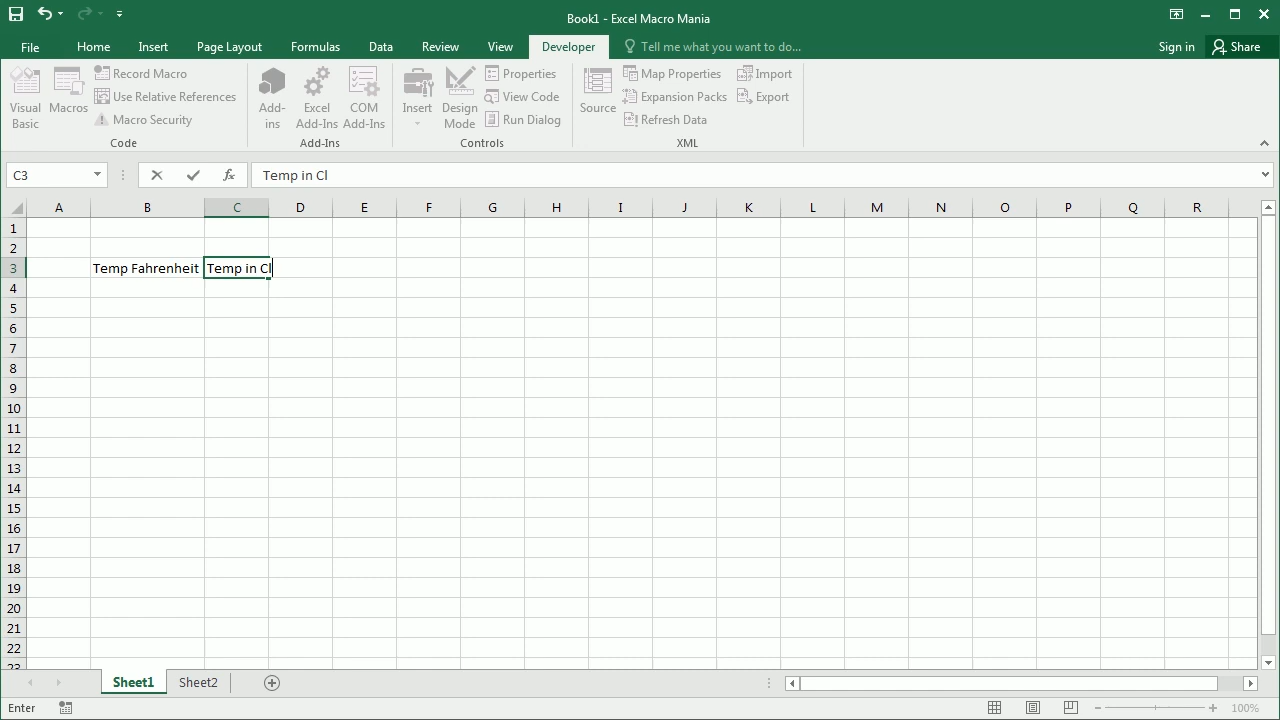 Book1 - Excel Macro Mania
File Home Insert Page Layout Formulas Data Review View Developer Tell me what you want to do... Sign in Share
Visual Basic
Macros
Record Macro
Use Relative References
Macro Security
Code
Add-ins
Excel Add-Ins
COM Add-Ins
Add-Ins
Insert
Design Mode
Properties
View Code
Run Dialog
Controls
Source
Map Properties
Expansion Packs
Refresh Data
Import
Export
XML
C3 fx Temp in Cl
A B C D E F G H I J K L M N O P Q R
1
2
3 Temp Fahrenheit Temp in Cl
4
5
6
7
8
9
10
11
12
13
14
15
16
17
18
19
20
21
22
23
Sheet1 Sheet2
Enter 100%